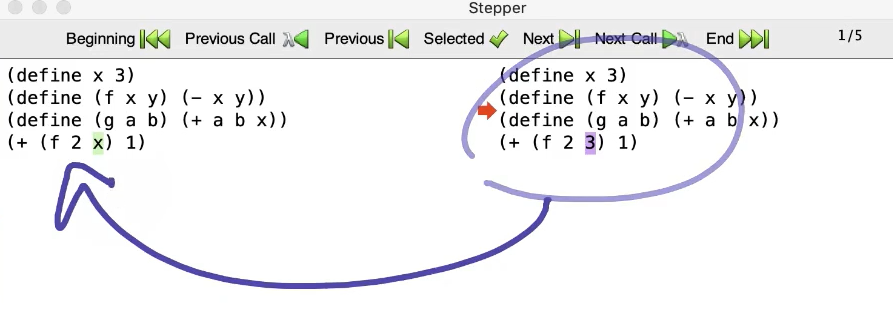 Stepper
Beginning Previous Call Previous Selected Next Next Call End 1/5
(define x 3)
(define (f x y) (- x y))
(define (g a b) (+ a b x))
(+ (f 2 x) 1)
(define x 3)
(define (f x y) (- x y))
(define (g a b) (+ a b x))
(+ (f 2 3) 1)